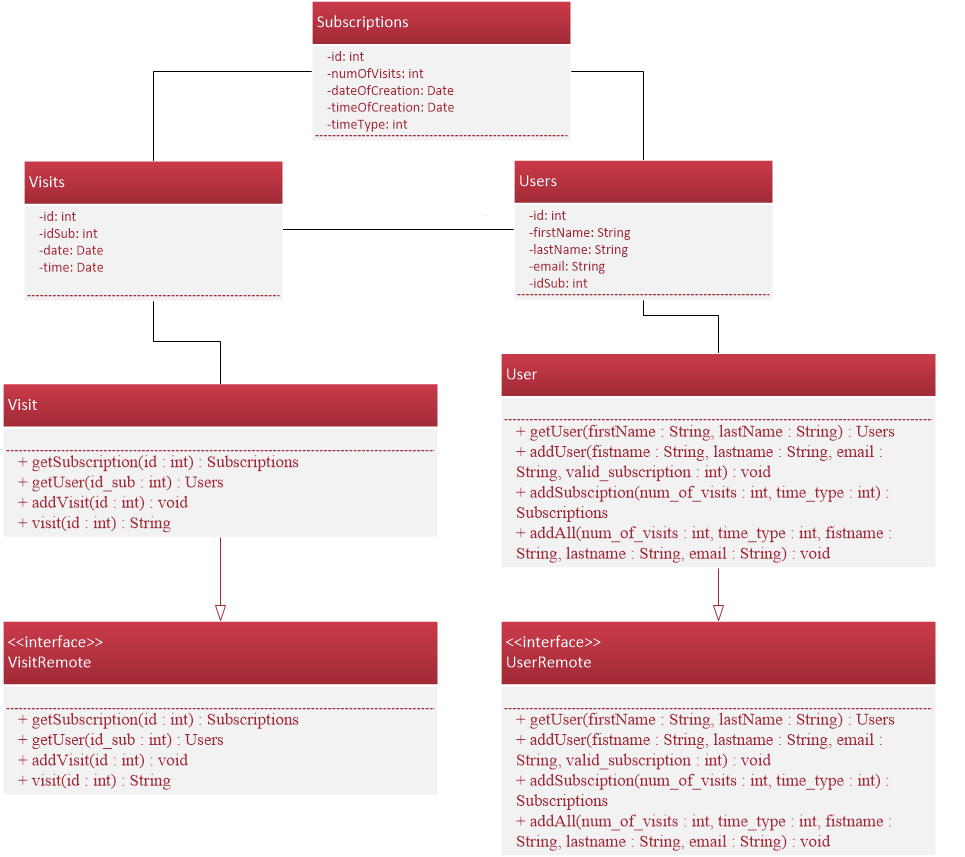 Subscriptions
-id: int
-numOfVisits: int
-dateOfCreation: Date
-timeOfCreation: Date
-timeType: int
Visits
-id: int
-idSub: int
-date: Date
-time: Date
Users
-id: int
-firstName: String
-lastName: String
-email: String
-idSub: int
Visit
+ getSubscription(id : int) : Subscriptions
+ getUser(id_sub : int) : Users
+ addVisit(id : int) : void
+ visit(id : int) : String
User
+ getUser(firstName : String, lastName : String) : Users
+ addUser(fistname : String, lastname : String, email :
String, valid_subscription : int) : void
+ addSubsciption(num_of_visits : int, time_type : int) :
Subscriptions
+ addAll(num_of_visits : int, time_type : int, fistname :
String, lastname : String, email : String) : void
<<interface>>
VisitRemote
+ getSubscription(id : int) : Subscriptions
+ getUser(id_sub : int) : Users
+ addVisit(id : int) : void
+ visit(id : int) : String
<<interface>>
UserRemote
+ getUser(firstName : String, lastName : String) : Users
+ addUser(fistname : String, lastname : String, email :
String, valid_subscription : int) : void
+ addSubsciption(num_of_visits : int, time_type : int) :
Subscriptions
+ addAll(num_of_visits : int, time_type : int, fistname :
String, lastname : String, email : String) : void